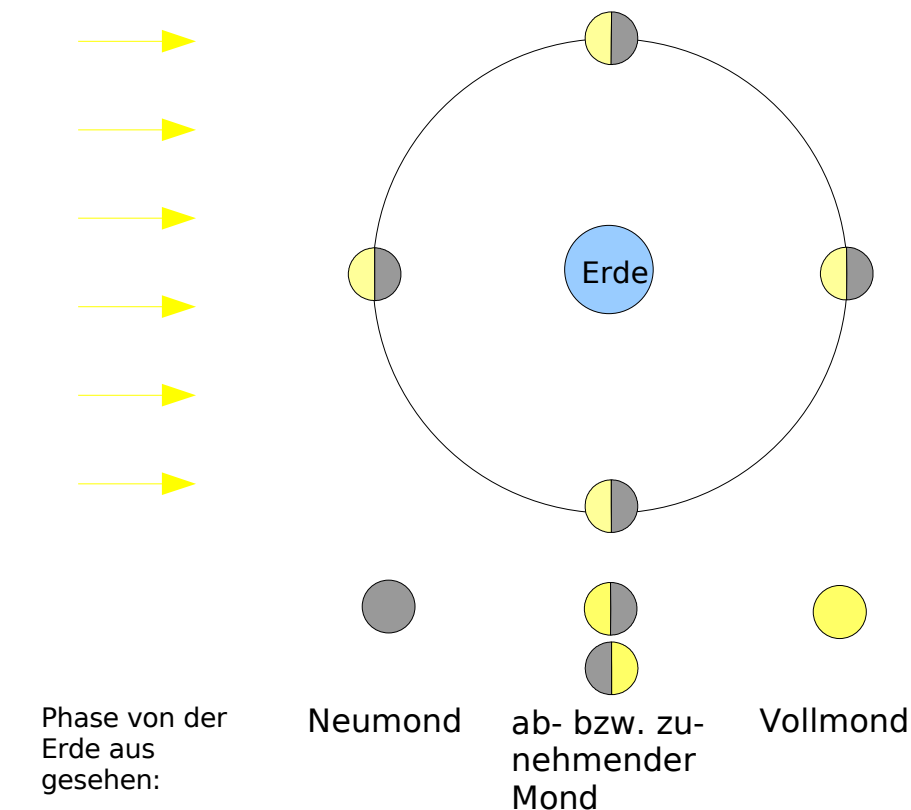 Erde
Phase von der
Erde aus
gesehen:
Neumond
ab- bzw. zu-
nehmender
Mond
Vollmond